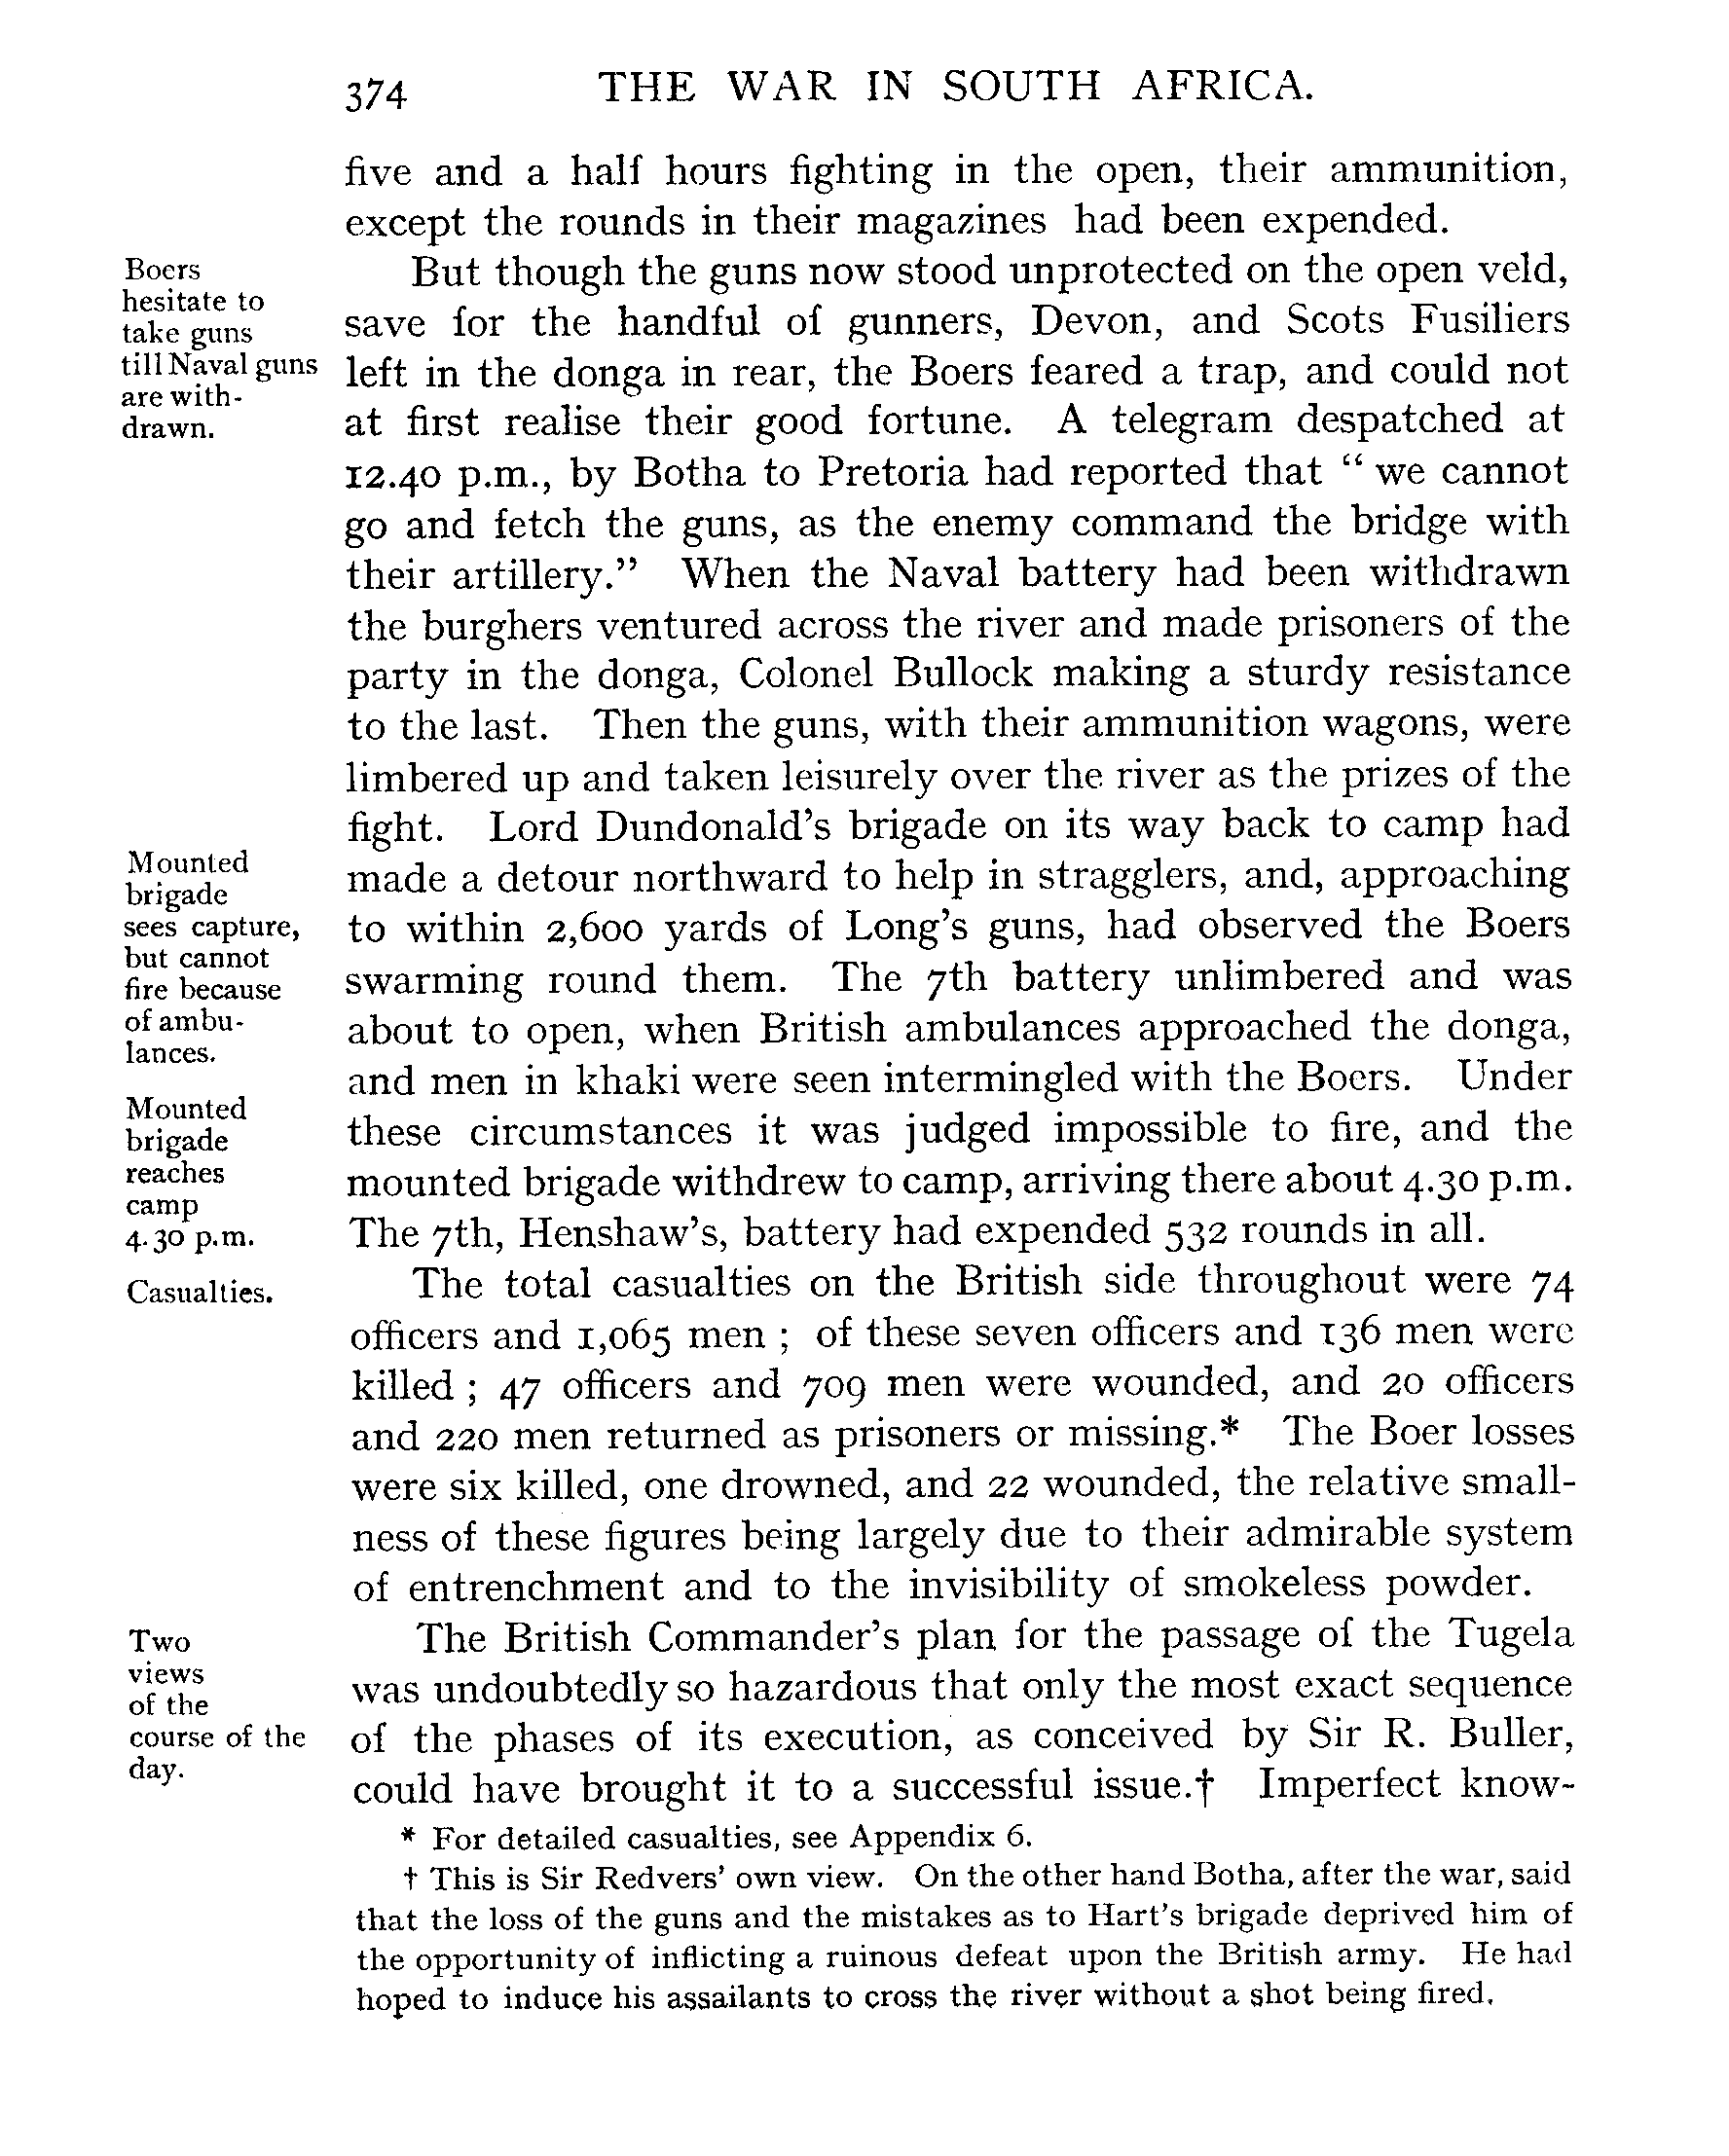 374 THE WAR IN SOUTH AFRICA.
five and a half hours fighting in the open, their ammunition,
except the rounds in their magazines had been expended.
Boers
hesitate to
take guns
till Naval guns
are with-
drawn.
But though the guns now stood unprotected on the open veld,
save for the handful of gunners, Devon, and Scots Fusiliers
left in the donga in rear, the Boers feared a trap, and could not
at first realise their good fortune. A telegram despatched at
12.40 p.m., by Botha to Pretoria had reported that “ we cannot
go and fetch the guns, as the enemy command the bridge with
their artillery.” When the Naval battery had been withdrawn
the burghers ventured across the river and made prisoners of the
party in the donga, Colonel Bullock making a sturdy resistance
to the last. Then the guns, with their ammunition wagons, were
limbered up and taken leisurely over the river as the prizes of the
fight. Lord Dundonald’s brigade on its way back to camp had
Mounted
brigade
sees capture,
but cannot
fire because
of ambu-
lances.
made a detour northward to help in stragglers, and, approaching
to within 2,600 yards of Long’s guns, had observed the Boers
swarming round them. The 7th battery unlimbered and was
about to open, when British ambulances approached the donga,
and men in khaki were seen intermingled with the Boers. Under
Mounted
brigade
reaches
camp
4.30 p.m.
these circumstances it was judged impossible to fire, and the
mounted brigade withdrew to camp, arriving there about 4.30 p.m.
The 7th, Henshaw’s, battery had expended 532 rounds in all.
Casualties.
The total casualties on the British side throughout were 74
officers and 1,065 men ; of these seven officers and 136 men were
killed ; 47 officers and 709 men were wounded, and 20 officers
and 220 men returned as prisoners or missing.* The Boer losses
were six killed, one drowned, and 22 wounded, the relative small-
ness of these figures being largely due to their admirable system
of entrenchment and to the invisibility of smokeless powder.
Two
views
of the
course of the
day.
The British Commander’s plan for the passage of the Tugela
was undoubtedly so hazardous that only the most exact sequence
of the phases of its execution, as conceived by Sir R. Buller,
could have brought it to a successful issue.† Imperfect know-
* For detailed casualties, see Appendix 6.
† This is Sir Redvers’ own view. On the other hand Botha, after the war, said
that the loss of the guns and the mistakes as to Hart’s brigade deprived him of
the opportunity of inflicting a ruinous defeat upon the British army. He had
hoped to induce his assailants to cross the river without a shot being fired.